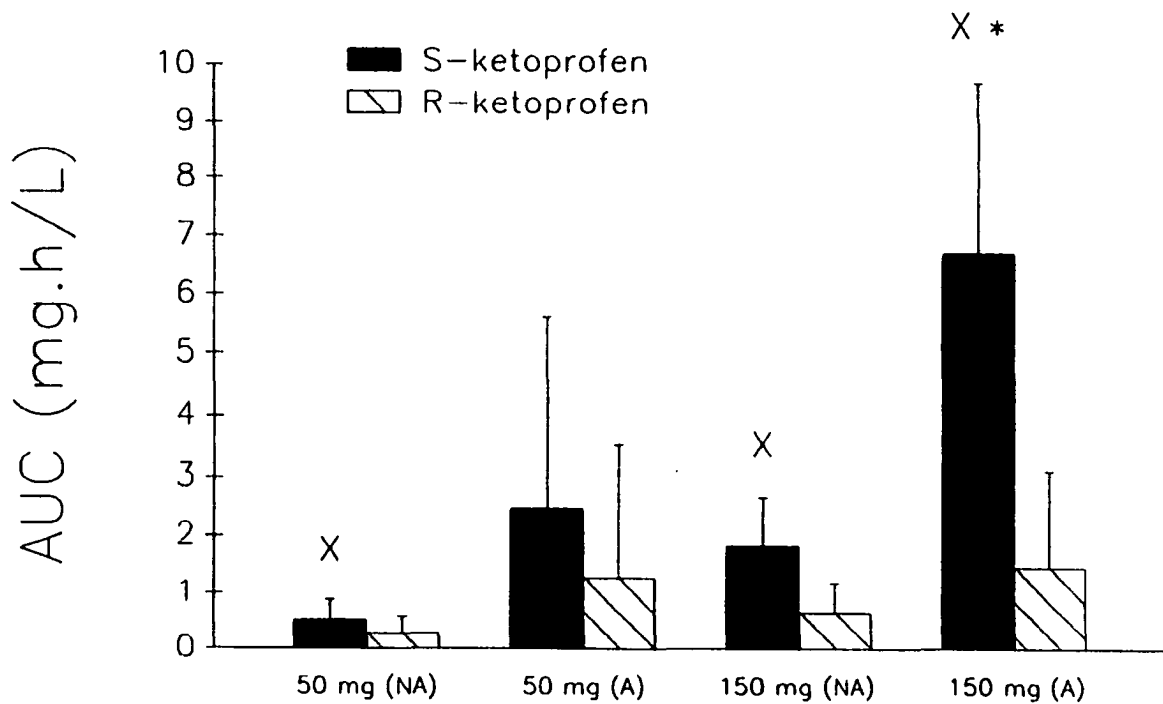 X *
S-ketoprofen
R-ketoprofen
10
9
8
7
6
5
4
3
2
1
0
AUC (mg.h/L)
X
X
50 mg (NA)
50 mg (A)
150 mg (NA)
150 mg (A)